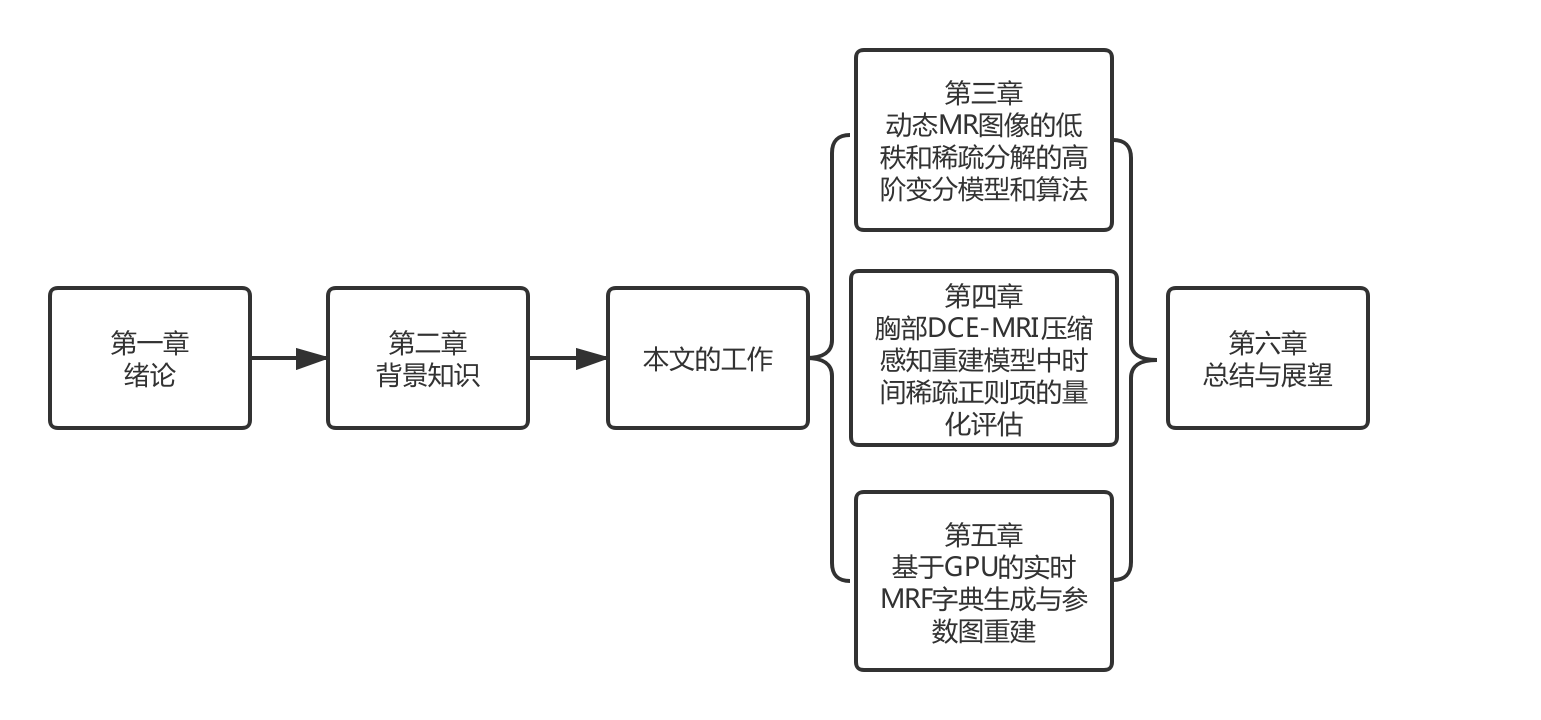 第一章
绪论
第二章
背景知识
本文的工作
第三章
动态MR图像的低
秩和稀疏分解的高
阶变分模型和算法
第四章
胸部DCE-MRI压缩
感知重建模型中时
间稀疏正则项的量
化评估
第五章
基于GPU的实时
MRF字典生成与参
数图重建
第六章
总结与展望